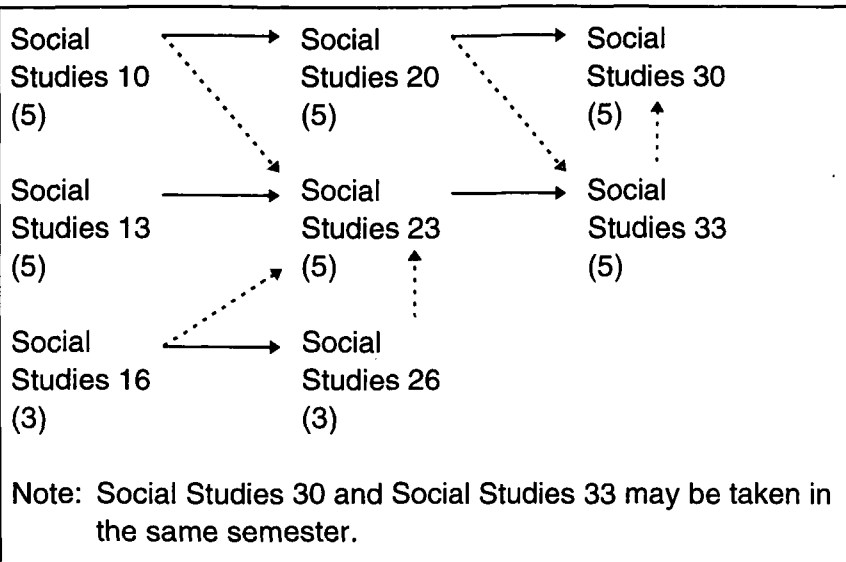 Social
Studies 10
(5)
Social
Studies 20
(5)
Social
Studies 30
(5)
Social
Studies 13
(5)
Social
Studies 23
(5)
Social
Studies 33
(5)
Social
Studies 16
(3)
Social
Studies 26
(3)
Note: Social Studies 30 and Social Studies 33 may be taken in
the same semester.